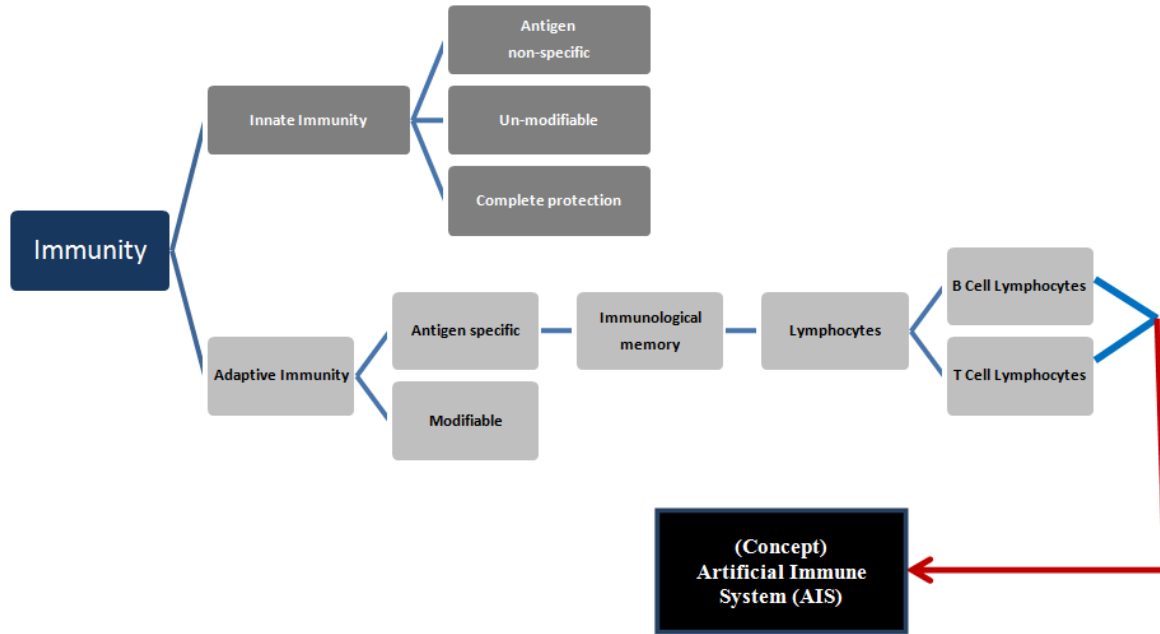 Antigen
non-specific
Innate Immunity
Un-modifiable
Complete protection
Immunity
B Cell Lymphocytes
Antigen specific
Immunological
memory
Lymphocytes
Adaptive Immunity
T Cell Lymphocytes
Modifiable
(Concept)
Artificial Immune
System (AIS)